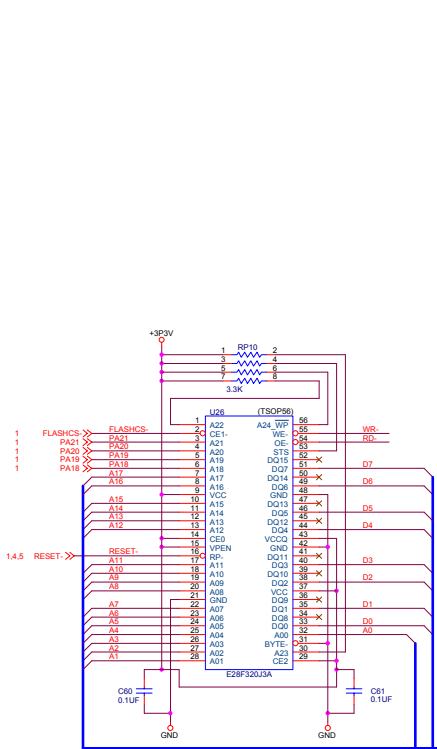 +3P3V
RP10
1 2
3 4
5 6
7 8
3.3K
U26 (TSOP56)
1 A22 A24_WP 56
1 FLASHCS- FLASHCS- 2 CE1- WE- 55 WR-
1 PA21 PA21 3 A21 OE- 54 RD-
1 PA20 PA20 4 A20 STS 53
1 PA19 PA19 5 A19 DQ15 52
1 PA18 PA18 6 A18 DQ7 51 D7
A17 7 A17 DQ14 50
A16 8 A16 DQ6 49 D6
9 VCC GND 48
A15 10 A15 DQ13 47
A14 11 A14 DQ5 46 D5
A13 12 A13 DQ12 45
A12 13 A12 DQ4 44 D4
14 CE0 VCCQ 43
15 VPEN GND 42
1,4,5 RESET- RESET- 16 RP- DQ11 41
A11 17 A11 DQ3 40 D3
A10 18 A10 DQ10 39
A9 19 A09 DQ2 38 D2
A8 20 A08 VCC 37
21 GND DQ9 36
A7 22 A07 DQ1 35 D1
A6 23 A06 DQ8 34
A5 24 A05 DQ0 33 D0
A4 25 A04 A00 32 A0
A3 26 A03 BYTE- 31
A2 27 A02 A23 30
A1 28 A01 CE2 29
E28F320J3A
C60
0.1UF
C61
0.1UF
GND
GND